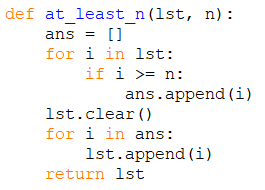 def at_least_n(lst, n):
    ans = []
    for i in lst:
        if i >= n:
            ans.append(i)
    lst.clear()
    for i in ans:
        lst.append(i)
    return lst